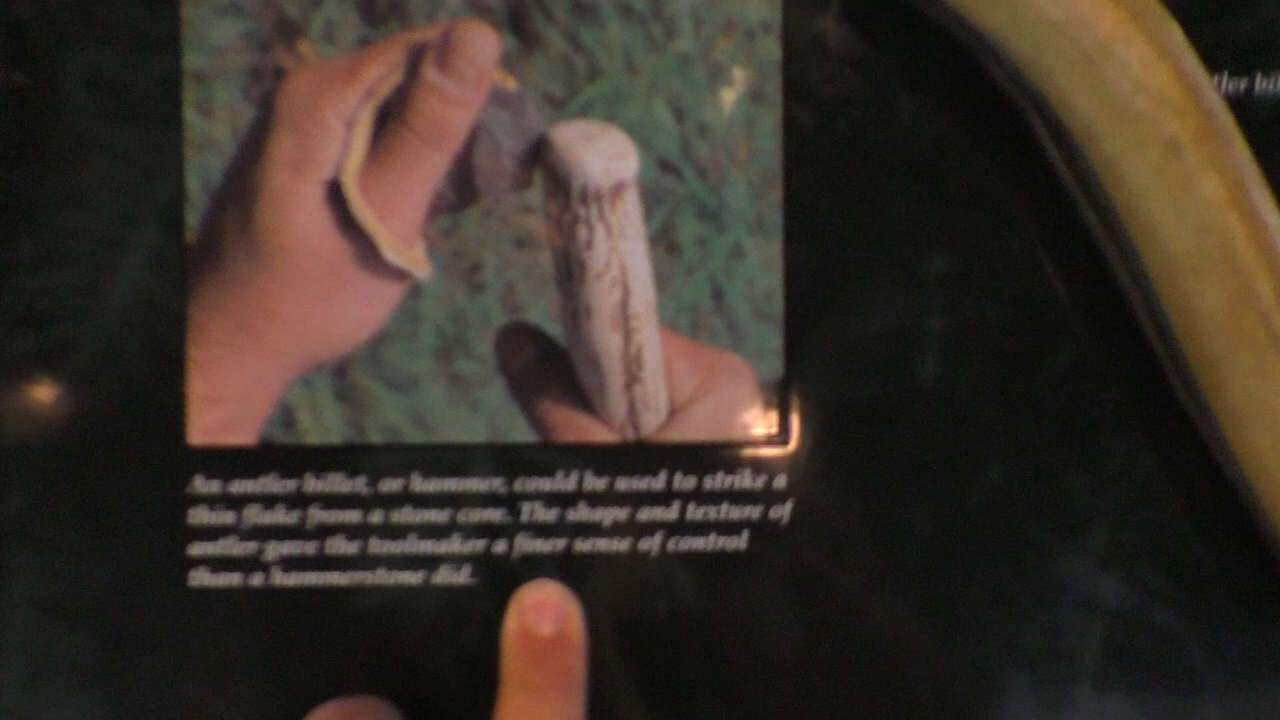 An antler billet, or hammer, could be used to strike a
thin flake from a stone core. The shape and texture of
antler gave the toolmaker a finer sense of control
than a hammerstone did.